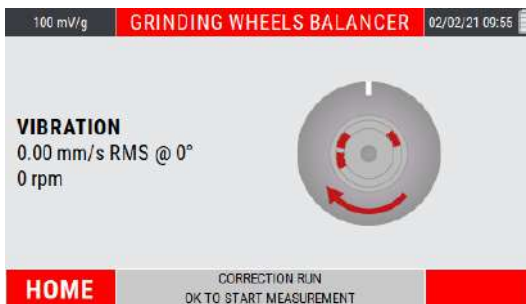 100 mV/g
GRINDING WHEELS BALANCER
02/02/21 09:55
VIBRATION
0.00 mm/s RMS @ 0°
0 rpm
HOME
CORRECTION RUN
OK TO START MEASUREMENT